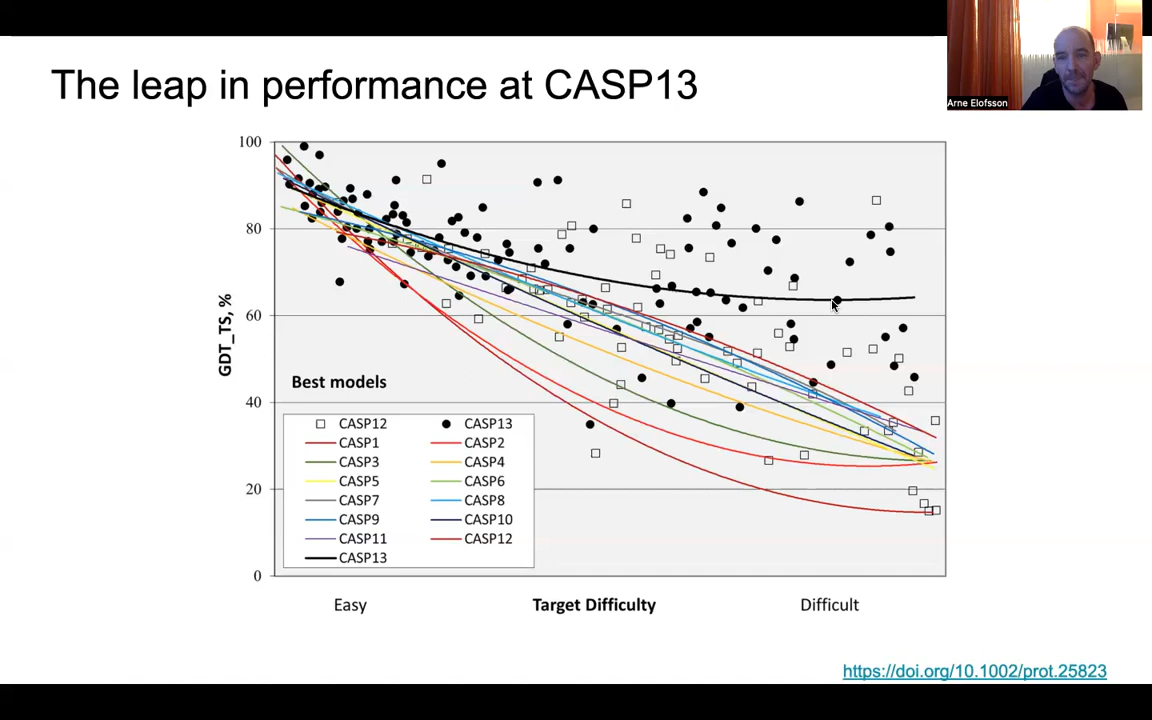 Arne Elofsson
The leap in performance at CASP13
100
80
60
40
20
0
GDT_TS, %
Best models
CASP12 CASP13
CASP1 CASP2
CASP3 CASP4
CASP5 CASP6
CASP7 CASP8
CASP9 CASP10
CASP11 CASP12
CASP13
Easy Target Difficulty Difficult
https://doi.org/10.1002/prot.25823